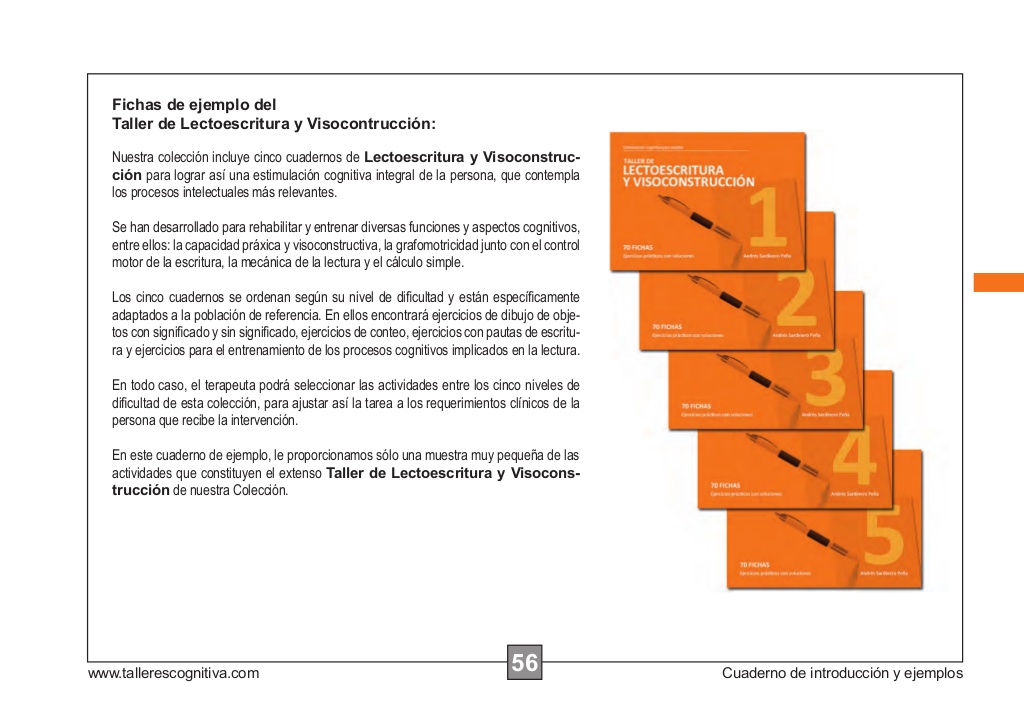 Fichas de ejemplo del
Taller de Lectoescritura y Visocontrucción:
Nuestra colección incluye cinco cuadernos de Lectoescritura y Visoconstruc-
ción para lograr así una estimulación cognitiva integral de la persona, que contempla
los procesos intelectuales más relevantes.
Se han desarrollado para rehabilitar y entrenar diversas funciones y aspectos cognitivos,
entre ellos: la capacidad práxica y visoconstructiva, la grafomotricidad junto con el control
motor de la escritura, la mecánica de la lectura y el cálculo simple.
Los cinco cuadernos se ordenan según su nivel de dificultad y están específicamente
adaptados a la población de referencia. En ellos encontrará ejercicios de dibujo de obje-
tos con significado y sin significado, ejercicios de conteo, ejercicios con pautas de escritu-
ra y ejercicios para el entrenamiento de los procesos cognitivos implicados en la lectura.
En todo caso, el terapeuta podrá seleccionar las actividades entre los cinco niveles de
dificultad de esta colección, para ajustar así la tarea a los requerimientos clínicos de la
persona que recibe la intervención.
En este cuaderno de ejemplo, le proporcionamos sólo una muestra muy pequeña de las
actividades que constituyen el extenso Taller de Lectoescritura y Visocons-
trucción de nuestra Colección.
TALLER DE
LECTOESCRITURA
Y VISOCONSTRUCCIÓN
1
70 FICHAS
Ejercicios prácticos con soluciones
Andrés Sardinero Peña
2
70 FICHAS
Ejercicios prácticos con soluciones
Andrés Sardinero Peña
3
70 FICHAS
Ejercicios prácticos con soluciones
Andrés Sardinero Peña
4
70 FICHAS
Ejercicios prácticos con soluciones
Andrés Sardinero Peña
5
70 FICHAS
Ejercicios prácticos con soluciones
Andrés Sardinero Peña
www.tallerescognitiva.com
56
Cuaderno de introducción y ejemplos